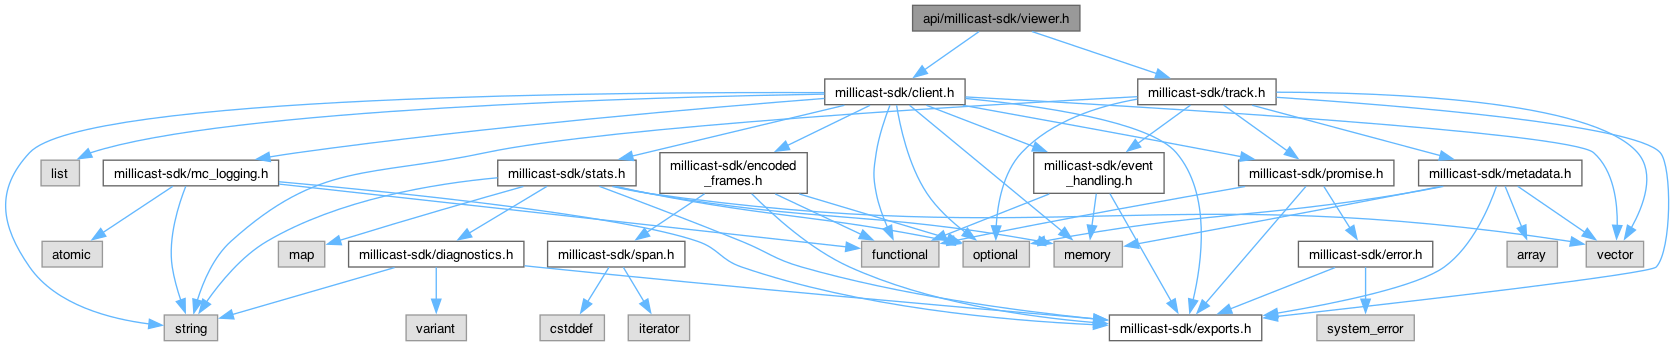 api/millicast-sdk/viewer.h
millicast-sdk/client.h
millicast-sdk/track.h
list
millicast-sdk/mc_logging.h
millicast-sdk/stats.h
millicast-sdk/encoded
_frames.h
millicast-sdk/event
_handling.h
millicast-sdk/promise.h
millicast-sdk/metadata.h
atomic
map
millicast-sdk/diagnostics.h
millicast-sdk/span.h
functional
optional
memory
millicast-sdk/error.h
array
vector
string
variant
cstddef
iterator
millicast-sdk/exports.h
system_error